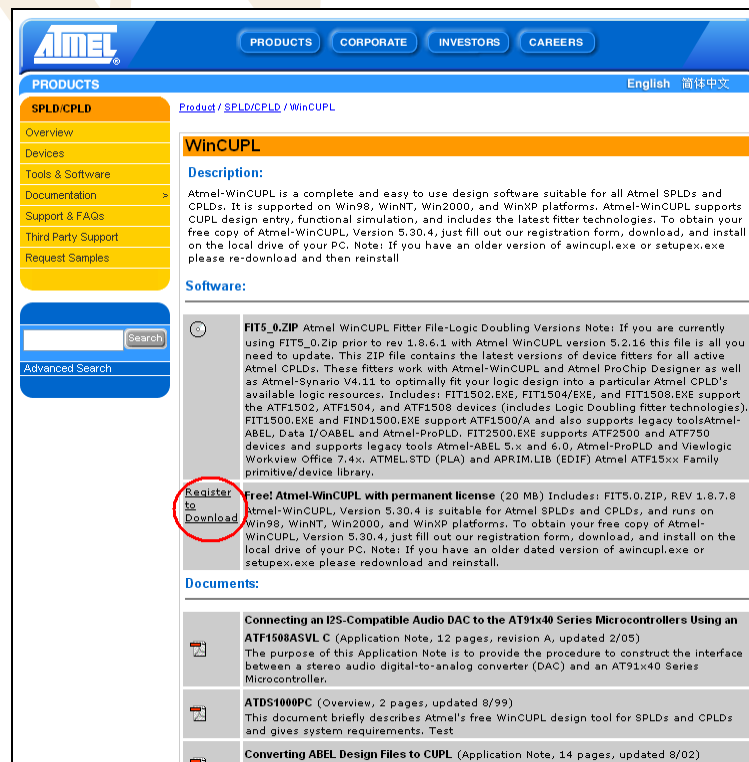 ATMEL
PRODUCTS
CORPORATE
INVESTORS
CAREERS
PRODUCTS
English 简体中文
SPLD/CPLD
Overview
Devices
Tools & Software
Documentation >
Support & FAQs
Third Party Support
Request Samples
Search
Advanced Search
Product / SPLD/CPLD / WinCUPL
WinCUPL
Description:
Atmel-WinCUPL is a complete and easy to use design software suitable for all Atmel SPLDs and
CPLDs. It is supported on Win98, WinNT, Win2000, and WinXP platforms. Atmel-WinCUPL supports
CUPL design entry, functional simulation, and includes the latest fitter technologies. To obtain your
free copy of Atmel-WinCUPL, Version 5.30.4, just fill out our registration form, download, and install
on the local drive of your PC. Note: If you have an older version of awincupl.exe or setupex.exe
please re-download and then reinstall
Software:
FIT5_0.ZIP Atmel WinCUPL Fitter File-Logic Doubling Versions Note: If you are currently
using FIT5_0.Zip prior to rev 1.8.6.1 with Atmel WinCUPL version 5.2.16 this file is all you
need to update. This ZIP file contains the latest versions of device fitters for all active
Atmel CPLDs. These fitters work with Atmel-WinCUPL and Atmel ProChip Designer as well
as Atmel-Synario V4.11 to optimally fit your logic design into a particular Atmel CPLD's
available logic resources. Includes: FIT1502.EXE, FIT1504/EXE, and FIT1508.EXE support
the ATF1502, ATF1504, and ATF1508 devices (includes Logic Doubling fitter technologies).
FIT1500.EXE and FIND1500.EXE support ATF1500/A and also supports legacy toolsAtmel-
ABEL, Data I/OABEL and Atmel-ProPLD. FIT2500.EXE supports ATF2500 and ATF750
devices and supports legacy tools Atmel-ABEL 5.x and 6.0, Atmel-ProPLD and Viewlogic
Workview Office 7.4x. ATMEL.STD (PLA) and APRIM.LIB (EDIF) Atmel ATF15xx Family
primitive/device library.
Register
to
Download
Free! Atmel-WinCUPL with permanent license (20 MB) Includes: FIT5.0.ZIP, REV 1.8.7.8
Atmel-WinCUPL, Version 5.30.4 is suitable for Atmel SPLDs and CPLDs, and runs on
Win98, WinNT, Win2000, and WinXP platforms. To obtain your free copy of Atmel-
WinCUPL, Version 5.30.4, just fill out our registration form, download, and install on the
local drive of your PC. Note: If you have an older dated version of awincupl.exe or
setupex.exe please redownload and reinstall.
Documents:
Connecting an I2S-Compatible Audio DAC to the AT91x40 Series Microcontrollers Using an
ATF1508ASVL C (Application Note, 12 pages, revision A, updated 2/05)
The purpose of this Application Note is to provide the procedure to construct the interface
between a stereo audio digital-to-analog converter (DAC) and an AT91x40 Series
Microcontroller.
ATDS1000PC (Overview, 2 pages, updated 8/99)
This document briefly describes Atmel's free WinCUPL design tool for SPLDs and CPLDs
and gives system requirements. Test
Converting ABEL Design Files to CUPL (Application Note, 14 pages, updated 8/02)